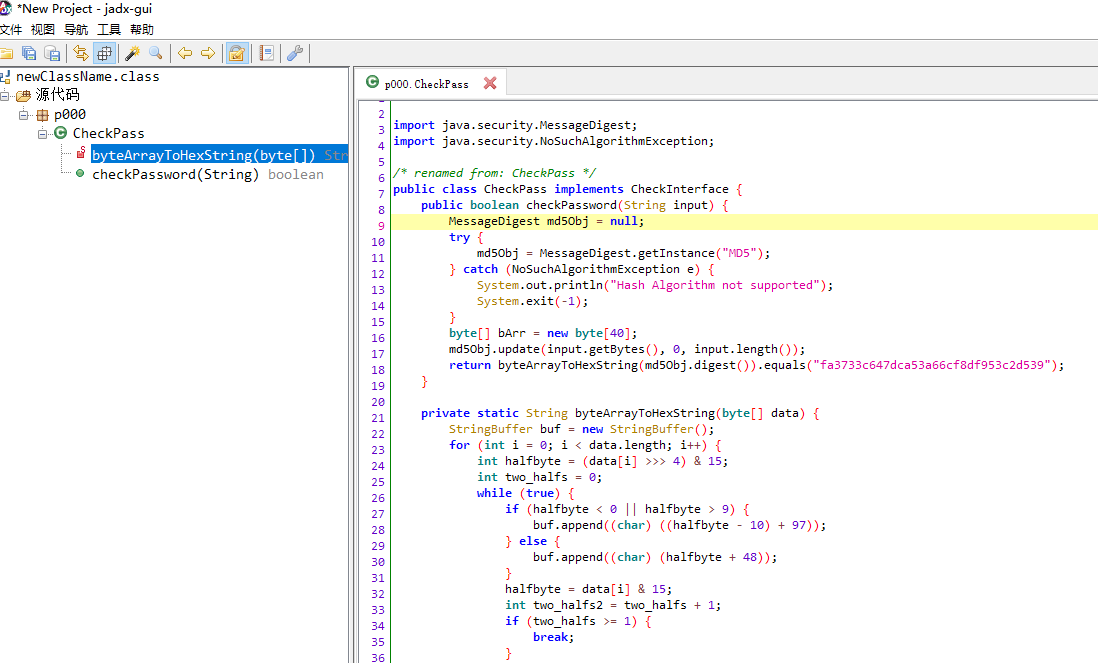 *New Project - jadx-gui
文件 视图 导航 工具 帮助
newClassName.class
源代码
p000
CheckPass
byteArrayToHexString(byte[]) Str
checkPassword(String) boolean
p000.CheckPass
2
3 import java.security.MessageDigest;
4 import java.security.NoSuchAlgorithmException;
5
6 /* renamed from: CheckPass */
7 public class CheckPass implements CheckInterface {
8 public boolean checkPassword(String input) {
9 MessageDigest md5Obj = null;
10 try {
11 md5Obj = MessageDigest.getInstance("MD5");
12 } catch (NoSuchAlgorithmException e) {
13 System.out.println("Hash Algorithm not supported");
14 System.exit(-1);
15 }
16 byte[] bArr = new byte[40];
17 md5Obj.update(input.getBytes(), 0, input.length());
18 return byteArrayToHexString(md5Obj.digest()).equals("fa3733c647dca53a66cf8df953c2d539");
19 }
20
21 private static String byteArrayToHexString(byte[] data) {
22 StringBuffer buf = new StringBuffer();
23 for (int i = 0; i < data.length; i++) {
24 int halfbyte = (data[i] >>> 4) & 15;
25 int two_halfs = 0;
26 while (true) {
27 if (halfbyte < 0 || halfbyte > 9) {
28 buf.append((char) ((halfbyte - 10) + 97));
29 } else {
30 buf.append((char) (halfbyte + 48));
31 }
32 halfbyte = data[i] & 15;
33 int two_halfs2 = two_halfs + 1;
34 if (two_halfs >= 1) {
35 break;
36 }